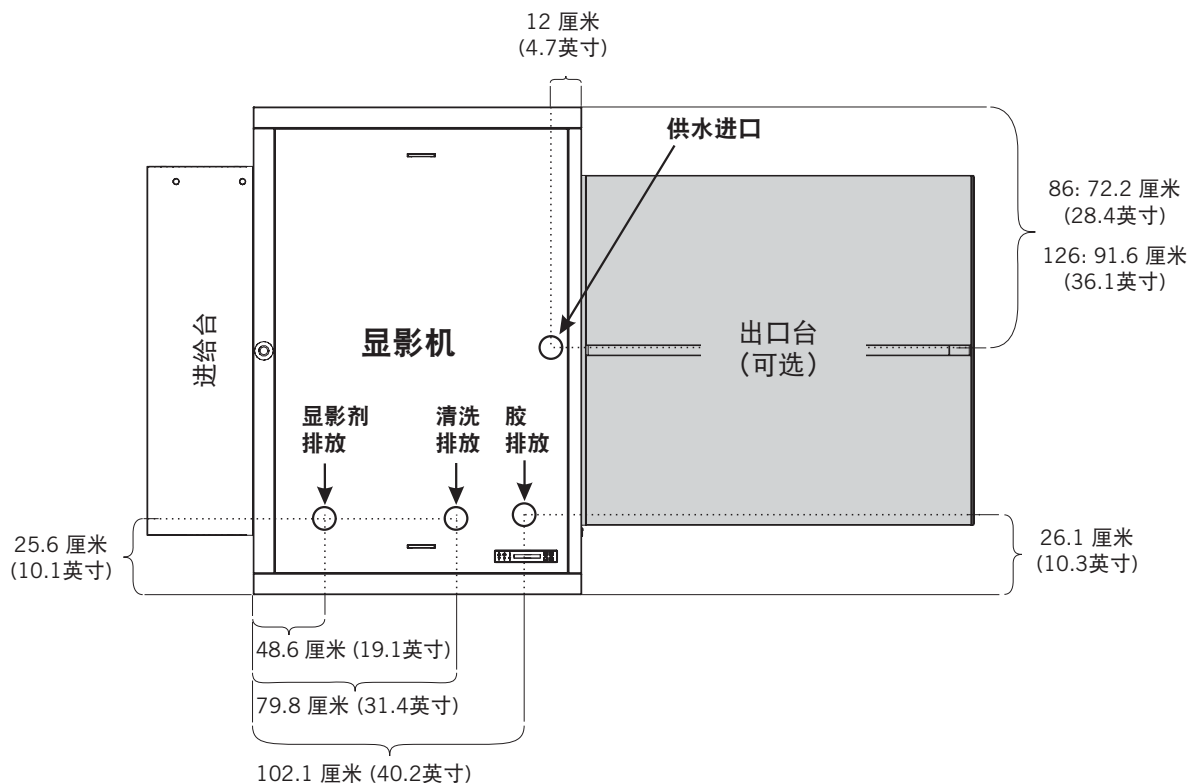 12 厘米
(4.7英寸)
供水进口
86: 72.2 厘米
(28.4英寸)
126: 91.6 厘米
(36.1英寸)
进给台
显影机
出口台
（可选）
显影剂
排放
清洗
排放
胶
排放
25.6 厘米
(10.1英寸)
26.1 厘米
(10.3英寸)
48.6 厘米 (19.1英寸)
79.8 厘米 (31.4英寸)
102.1 厘米 (40.2英寸)